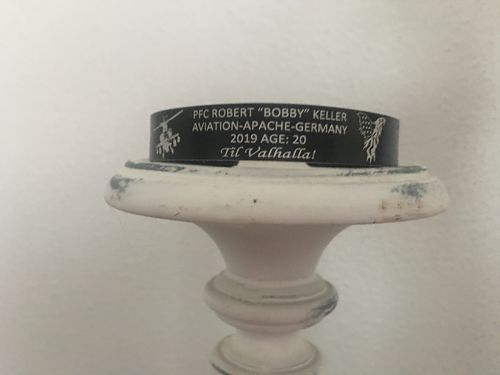 PFC ROBERT "BOBBY" KELLER
AVIATION-APACHE-GERMANY
2019 AGE: 20
Til Valhalla!